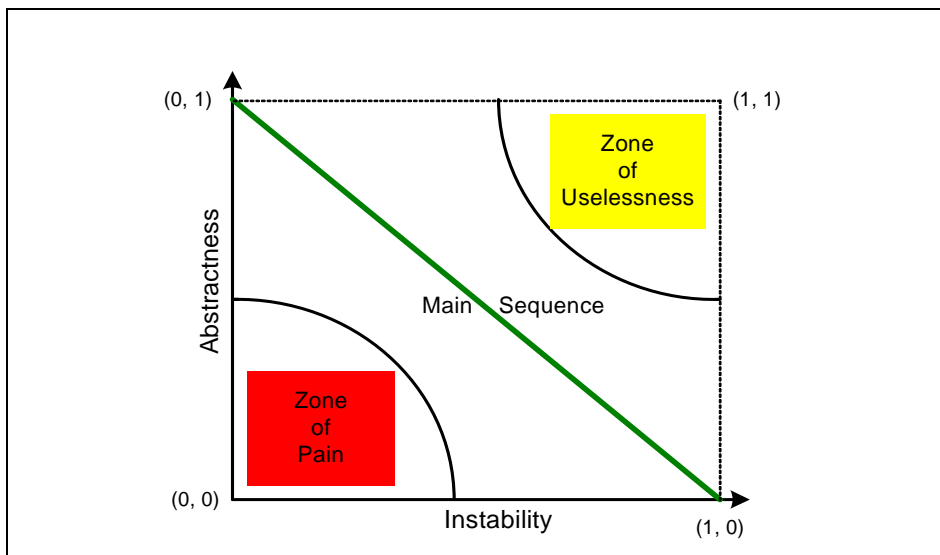 (0, 1)
(1, 1)
Zone
of
Uselessness
Abstractness
Main Sequence
Zone
of
Pain
(0, 0)
Instability
(1, 0)